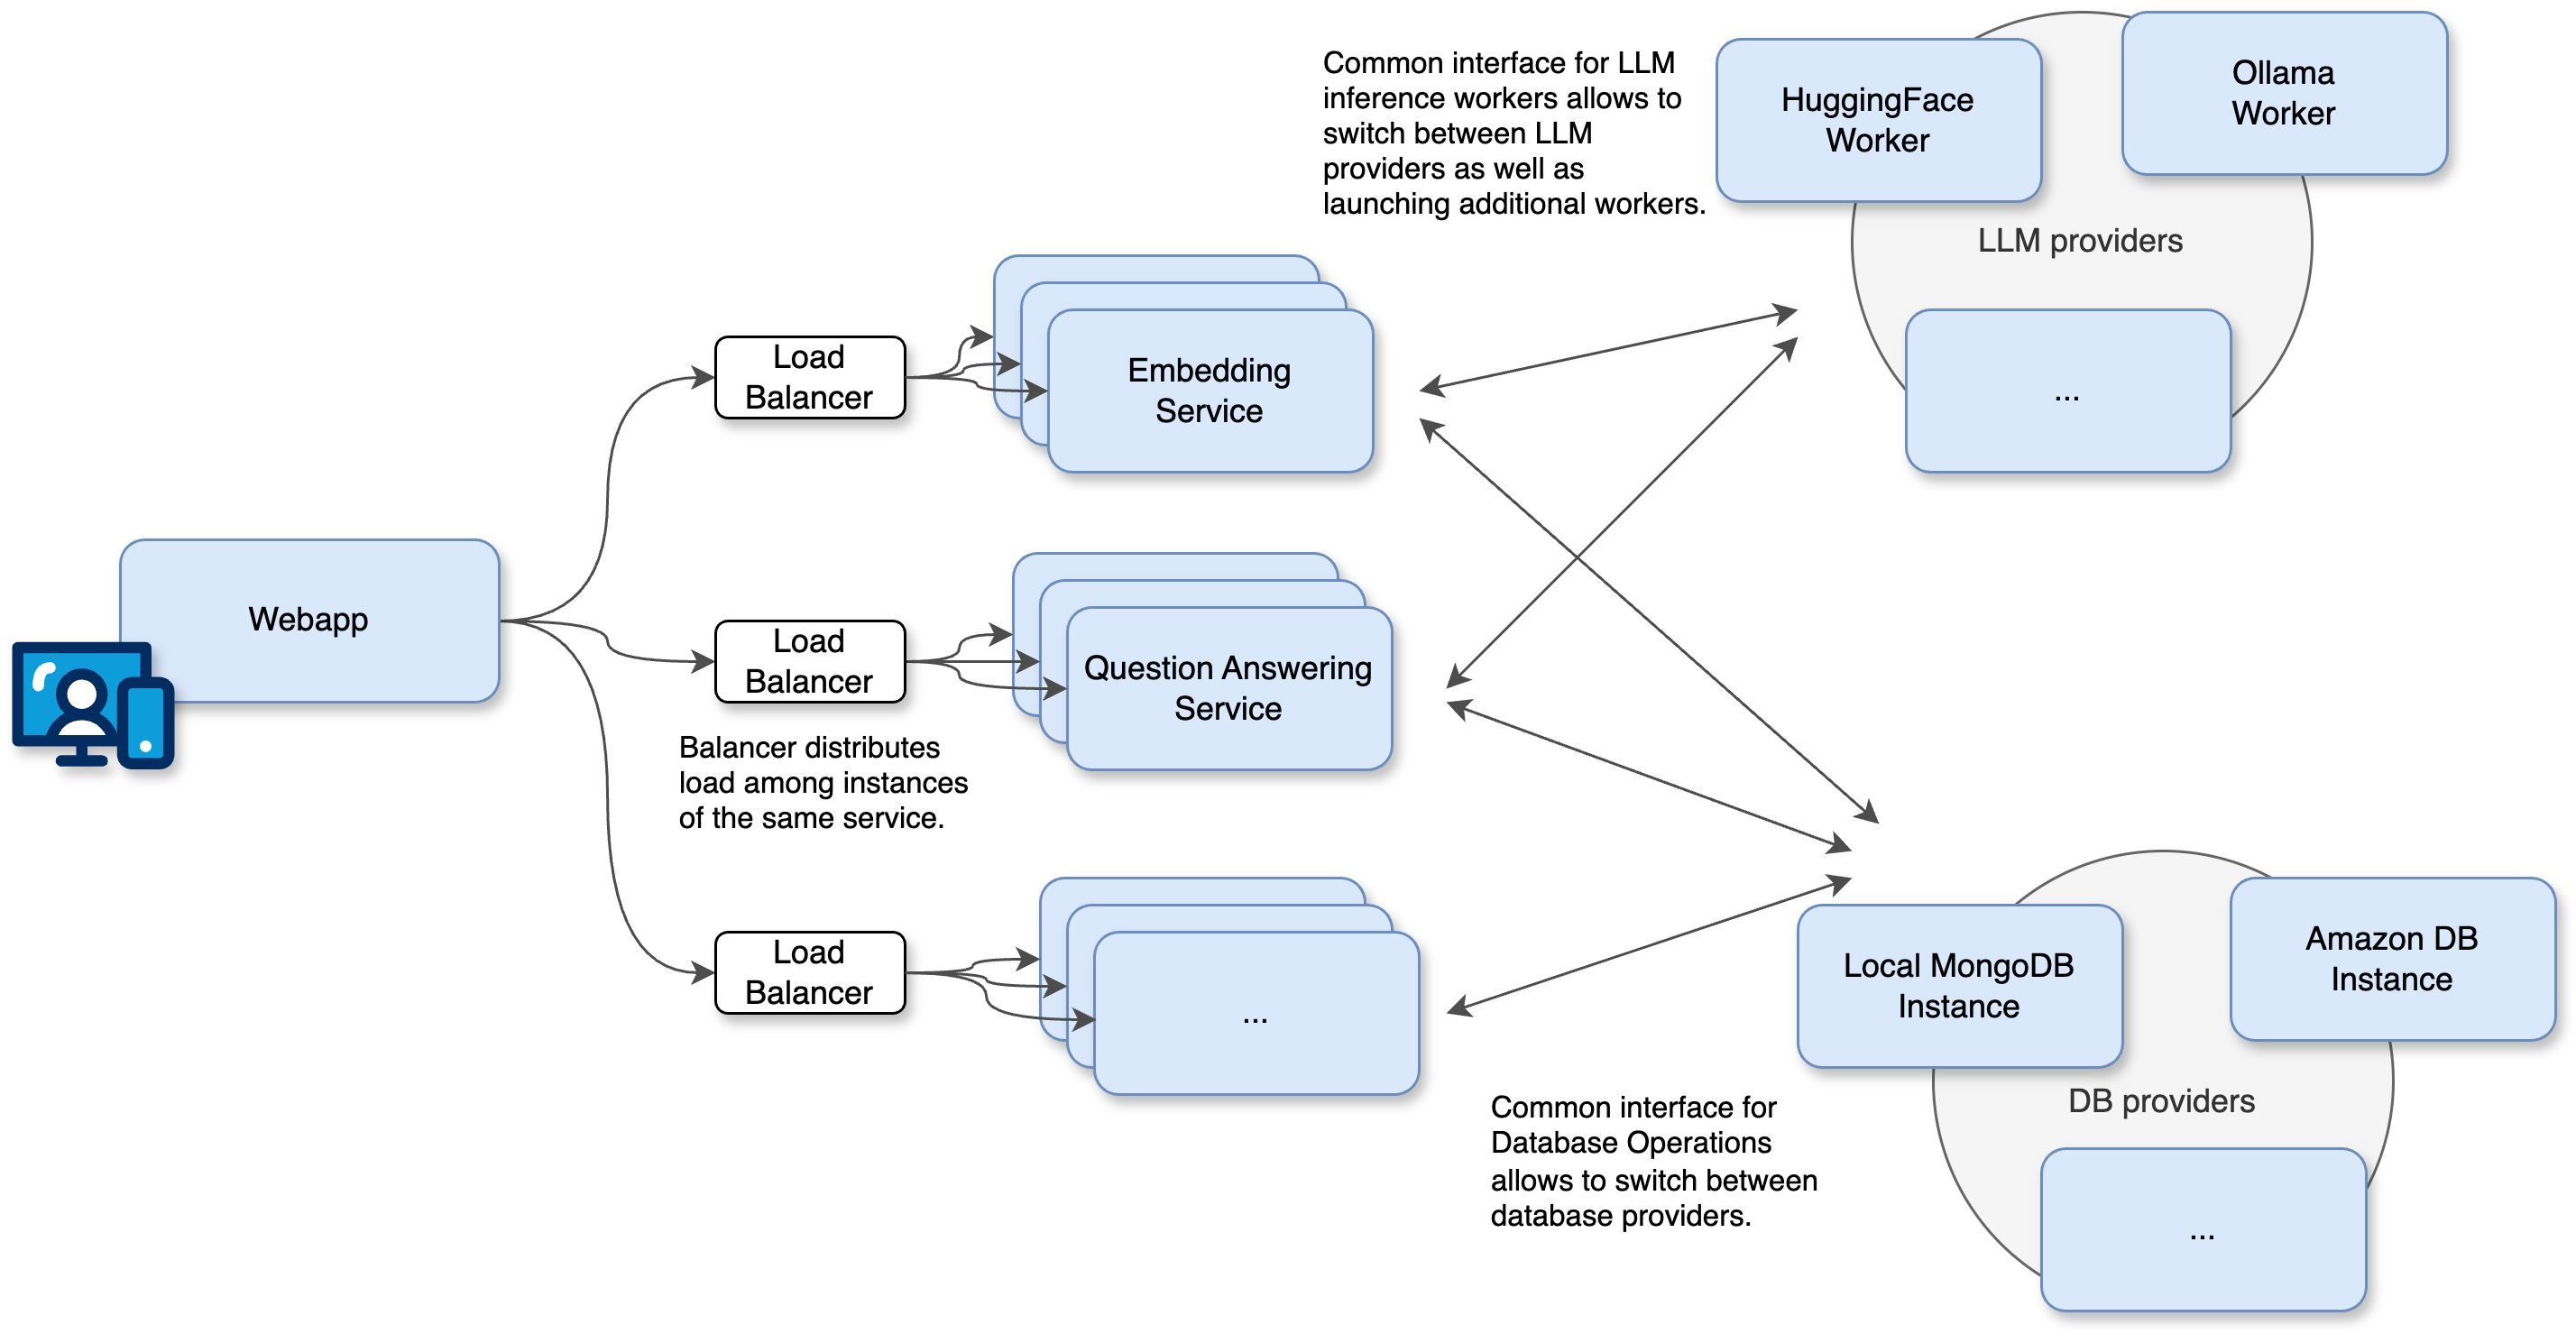 Common interface for LLM
inference workers allows to
switch between LLM
providers as well as
launching additional workers.
HuggingFace
Worker
Ollama
Worker
LLM providers
...
Load
Balancer
Embedding
Service
Webapp
Load
Balancer
Question Answering
Service
Balancer distributes
load among instances
of the same service.
Load
Balancer
...
Local MongoDB
Instance
Amazon DB
Instance
DB providers
...
Common interface for
Database Operations
allows to switch between
database providers.